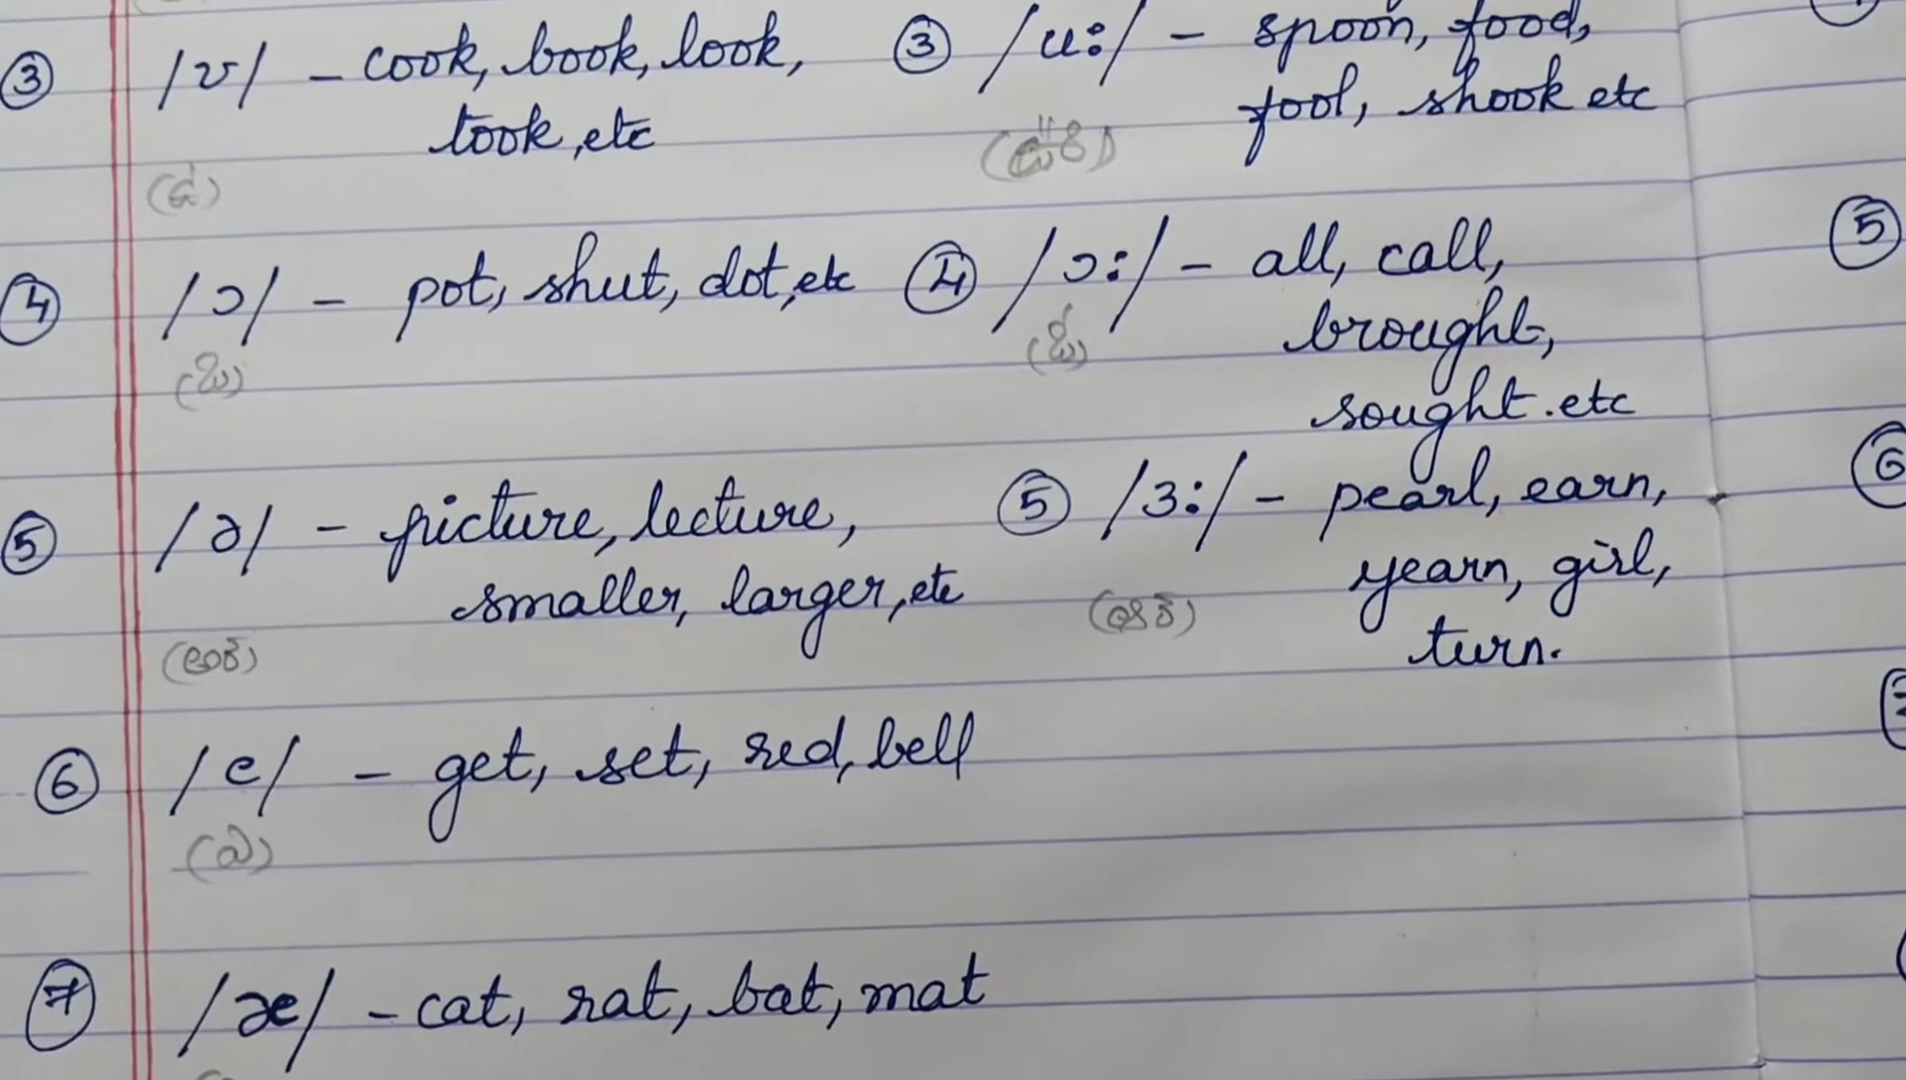 ③ /ʊ/ - cook, book, look, ③ /u:/ - spoon, food,
took, etc fool, shook etc
④ /ɔ/ - pot, shut, dot, etc ④ /ɔ:/ - all, call,
brought,
sought. etc
⑤ /ə/ - picture, lecture, ⑤ /ɜ:/ - pearl, earn,
smaller, larger, etc yearn, girl,
turn.
⑥ /e/ - get, set, red, bell
⑦ /æ/ - cat, rat, bat, mat
⑤
⑥